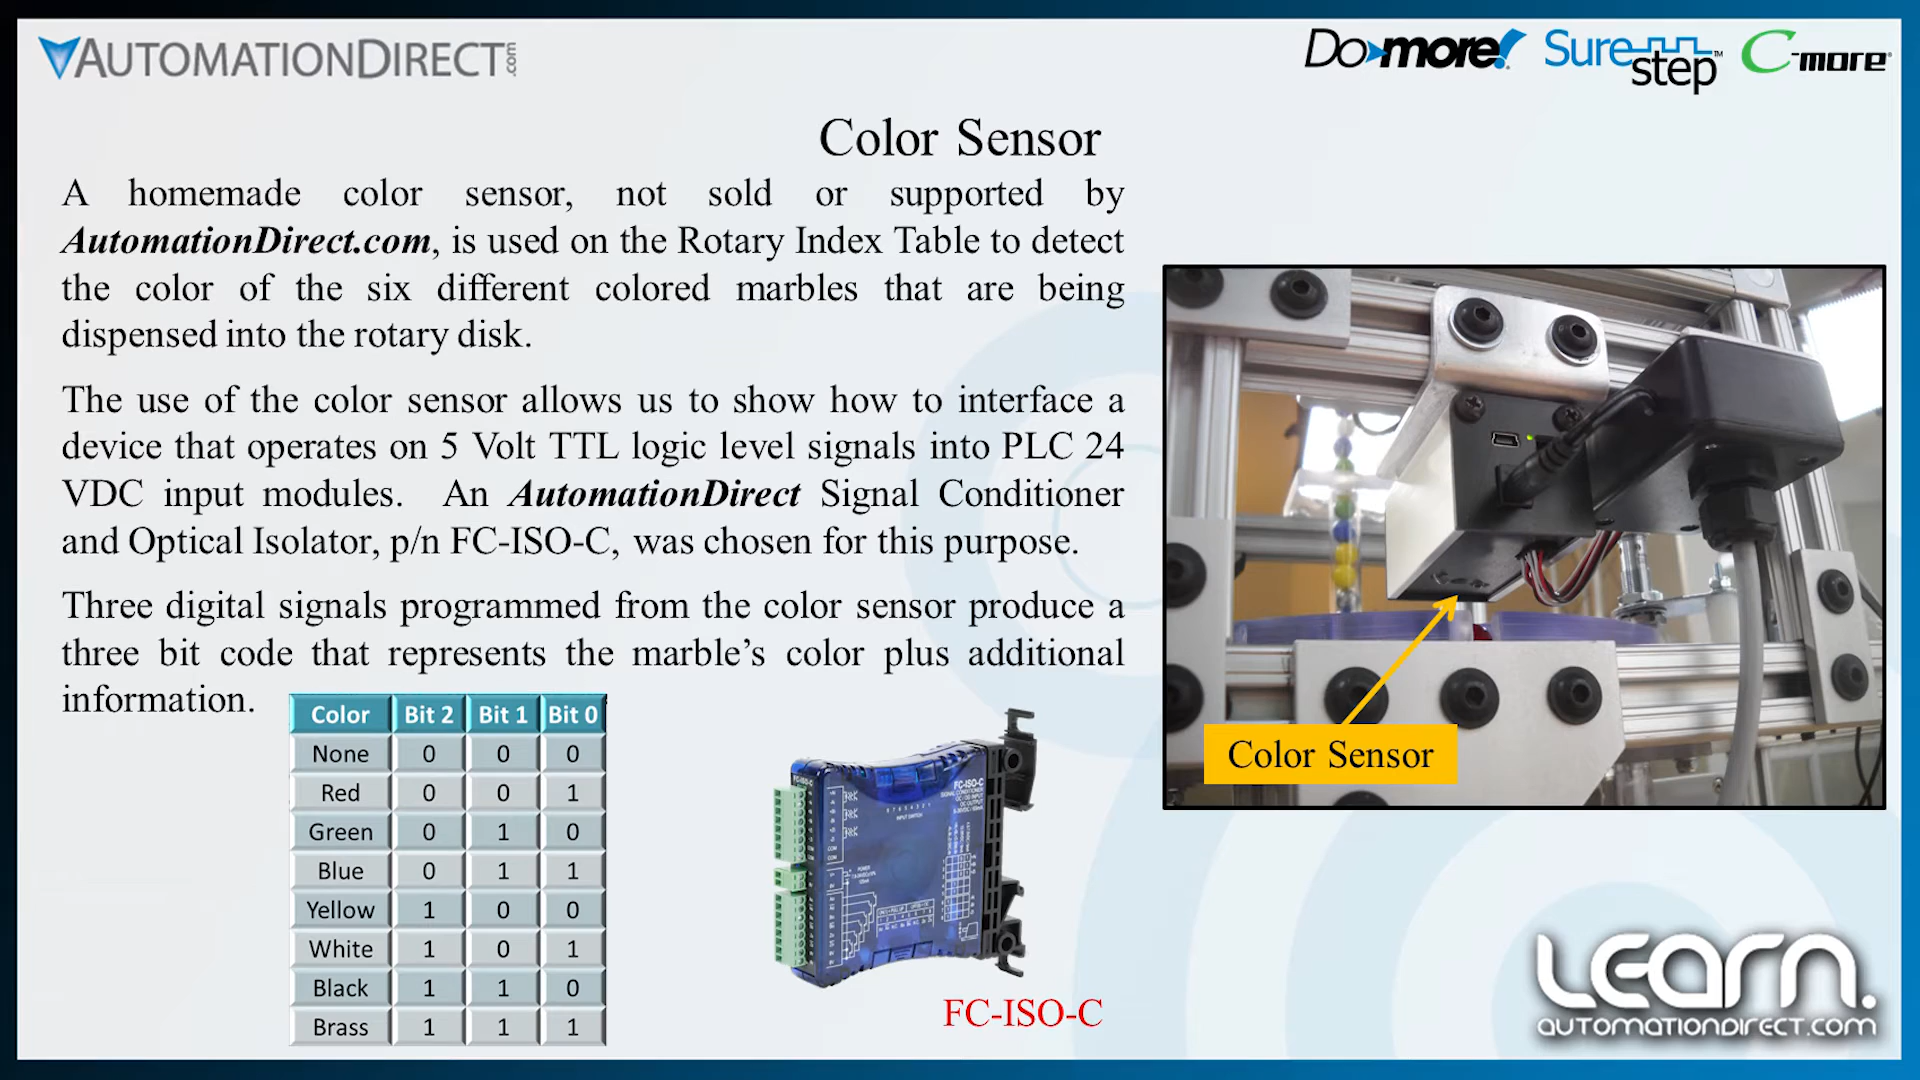 AUTOMATIONDIRECT.com
Do-more! Sure step™ C-more®
Color Sensor
A homemade color sensor, not sold or supported by
AutomationDirect.com, is used on the Rotary Index Table to detect
the color of the six different colored marbles that are being
dispensed into the rotary disk.
The use of the color sensor allows us to show how to interface a
device that operates on 5 Volt TTL logic level signals into PLC 24
VDC input modules. An AutomationDirect Signal Conditioner
and Optical Isolator, p/n FC-ISO-C, was chosen for this purpose.
Three digital signals programmed from the color sensor produce a
three bit code that represents the marble’s color plus additional
information.
Color Bit 2 Bit 1 Bit 0
None 0 0 0
Red 0 0 1
Green 0 1 0
Blue 0 1 1
Yellow 1 0 0
White 1 0 1
Black 1 1 0
Brass 1 1 1
FC-ISO-C
SIGNAL CONDITIONER
INPUT SWITCH
FC-ISO-C
Color Sensor
LEARN.
automationdirect.com